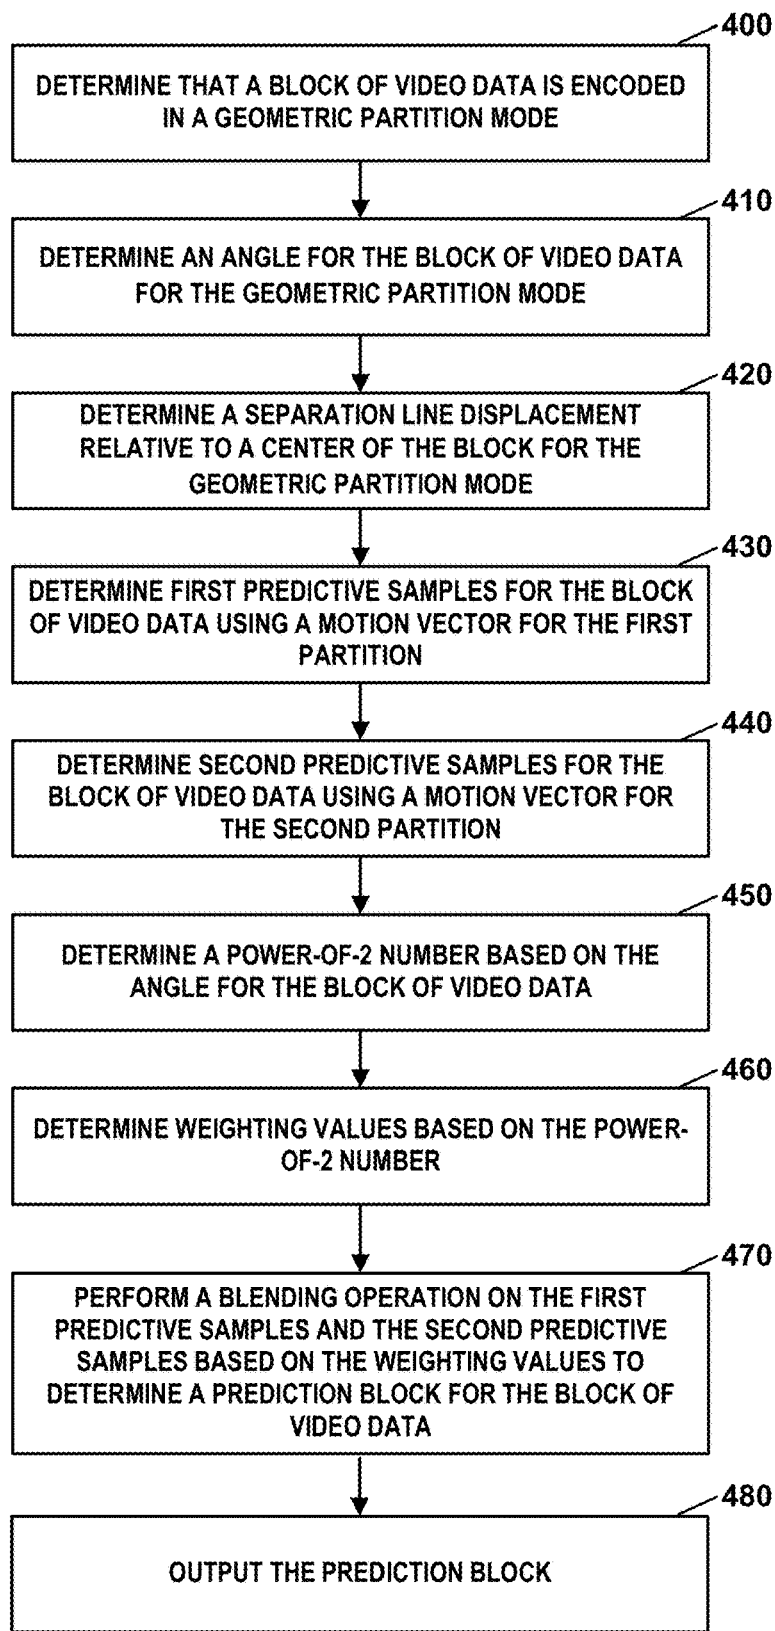 400
DETERMINE THAT A BLOCK OF VIDEO DATA IS ENCODED
IN A GEOMETRIC PARTITION MODE
410
DETERMINE AN ANGLE FOR THE BLOCK OF VIDEO DATA
FOR THE GEOMETRIC PARTITION MODE
420
DETERMINE A SEPARATION LINE DISPLACEMENT
RELATIVE TO A CENTER OF THE BLOCK FOR THE
GEOMETRIC PARTITION MODE
430
DETERMINE FIRST PREDICTIVE SAMPLES FOR THE BLOCK
OF VIDEO DATA USING A MOTION VECTOR FOR THE FIRST
PARTITION
440
DETERMINE SECOND PREDICTIVE SAMPLES FOR THE
BLOCK OF VIDEO DATA USING A MOTION VECTOR FOR
THE SECOND PARTITION
450
DETERMINE A POWER-OF-2 NUMBER BASED ON THE
ANGLE FOR THE BLOCK OF VIDEO DATA
460
DETERMINE WEIGHTING VALUES BASED ON THE POWER-
OF-2 NUMBER
470
PERFORM A BLENDING OPERATION ON THE FIRST
PREDICTIVE SAMPLES AND THE SECOND PREDICTIVE
SAMPLES BASED ON THE WEIGHTING VALUES TO
DETERMINE A PREDICTION BLOCK FOR THE BLOCK OF
VIDEO DATA
480
OUTPUT THE PREDICTION BLOCK